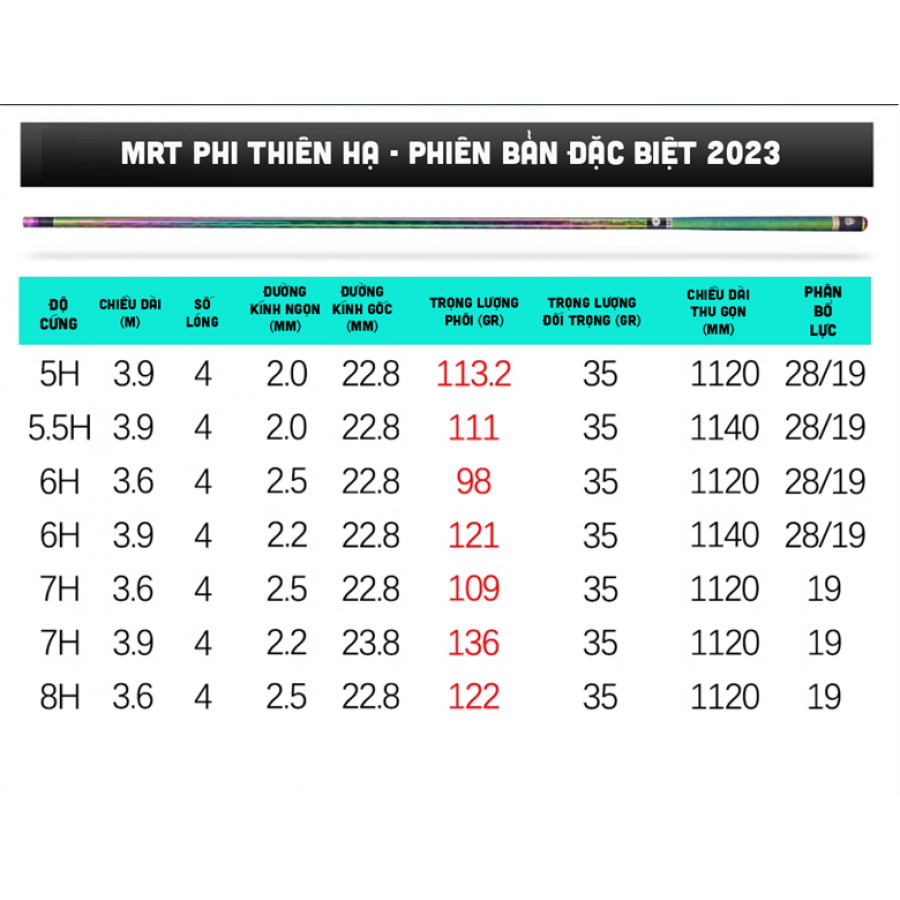 MRT PHI THIÊN HẠ - PHIÊN BẢN ĐẶC BIỆT 2023
ĐỘ CỨNG CHIỀU DÀI (M) SỐ LÓNG ĐƯỜNG KÍNH NGỌN (MM) ĐƯỜNG KÍNH GỐC (MM) TRỌNG LƯỢNG PHÔI (GR) TRỌNG LƯỢNG ĐỐI TRỌNG (GR) CHIỀU DÀI THU GỌN (MM) PHÂN BỔ LỰC
5H 3.9 4 2.0 22.8 113.2 35 1120 28/19
5.5H 3.9 4 2.0 22.8 111 35 1140 28/19
6H 3.6 4 2.5 22.8 98 35 1120 28/19
6H 3.9 4 2.2 22.8 121 35 1140 28/19
7H 3.6 4 2.5 22.8 109 35 1120 19
7H 3.9 4 2.2 23.8 136 35 1120 19
8H 3.6 4 2.5 22.8 122 35 1120 19